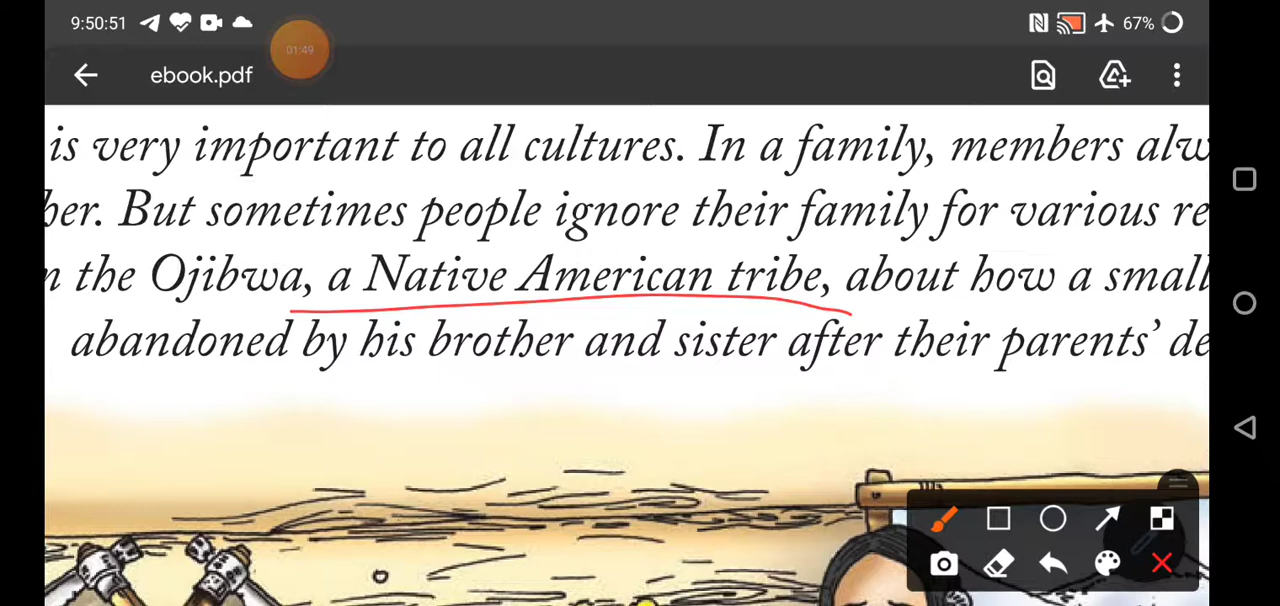 9:50:51
67%
01:49
ebook.pdf
is very important to all cultures. In a family, members alw
her. But sometimes people ignore their family for various re
n the Ojibwa, a Native American tribe, about how a small
abandoned by his brother and sister after their parents' de